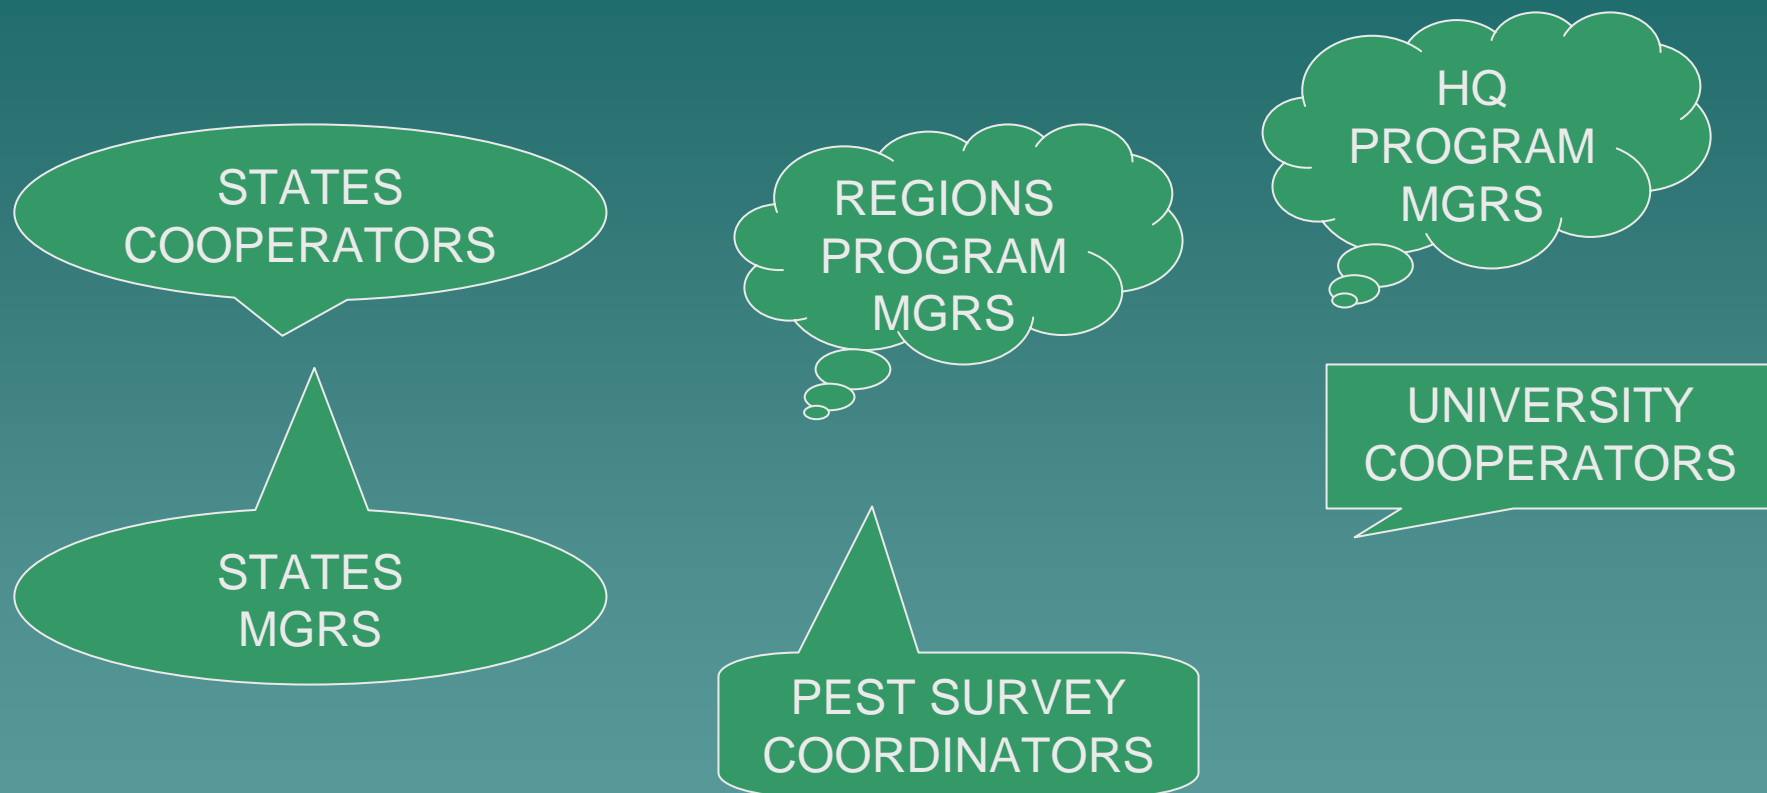 STATES
COOPERATORS
REGIONS
PROGRAM
MGRS
HQ
PROGRAM
MGRS
STATES
MGRS
PEST SURVEY
COORDINATORS
UNIVERSITY
COOPERATORS